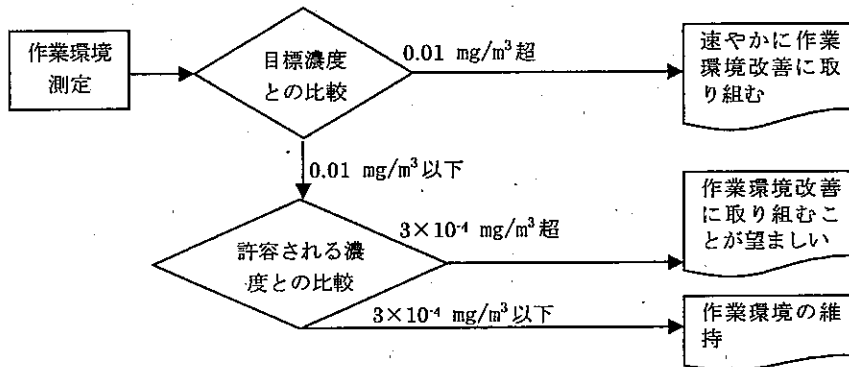 作業環境
測定
目標濃度
との比較
0.01 mg/m³超
速やかに作業
環境改善に取
り組む
0.01 mg/m³以下
許容される濃
度との比較
3×10⁻⁴ mg/m³超
作業環境改善
に取り組むこ
とが望ましい
3×10⁻⁴ mg/m³以下
作業環境の維
持